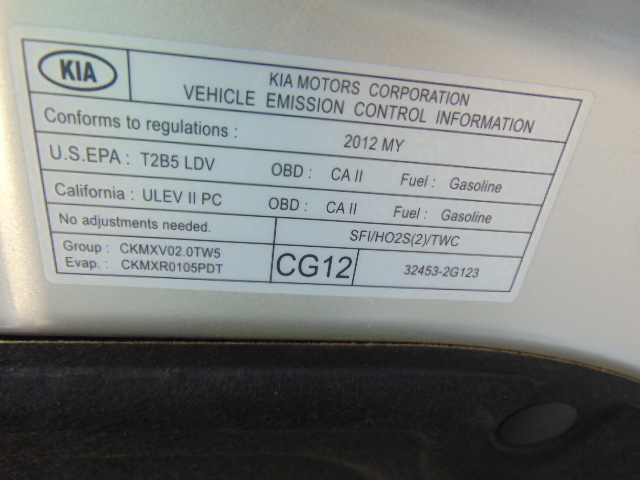 KIA
KIA MOTORS CORPORATION
VEHICLE EMISSION CONTROL INFORMATION
Conforms to regulations : 2012 MY
U.S.EPA : T2B5 LDV OBD : CA II Fuel : Gasoline
California : ULEV II PC OBD : CA II Fuel : Gasoline
No adjustments needed. SFI/HO2S(2)/TWC
Group : CKMXV02.0TW5
Evap. : CKMXR0105PDT
CG12 32453-2G123